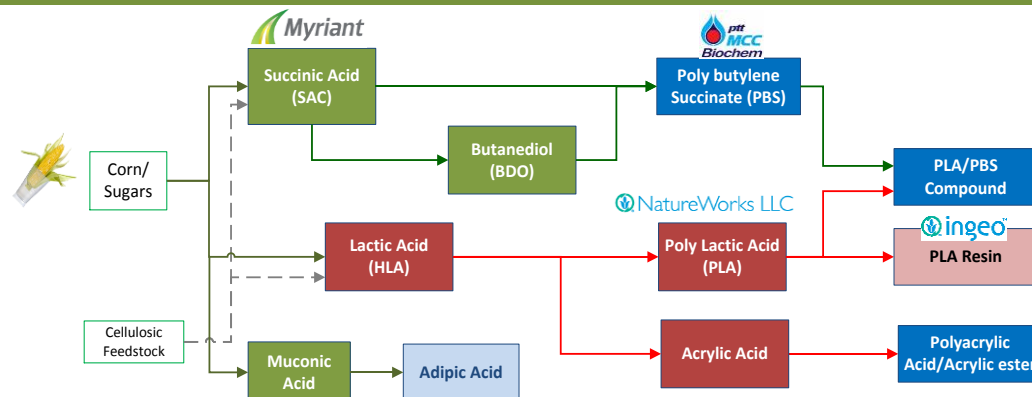 Myriant
ptt
MCC
Biochem
Succinic Acid
(SAC)
Poly butylene
Succinate (PBS)
Butanediol
(BDO)
Corn/
Sugars
PLA/PBS
Compound
NatureWorks LLC
Lactic Acid
(HLA)
Poly Lactic Acid
(PLA)
ingeo™
PLA Resin
Cellulosic
Feedstock
Muconic
Acid
Adipic Acid
Acrylic Acid
Polyacrylic
Acid/Acrylic ester